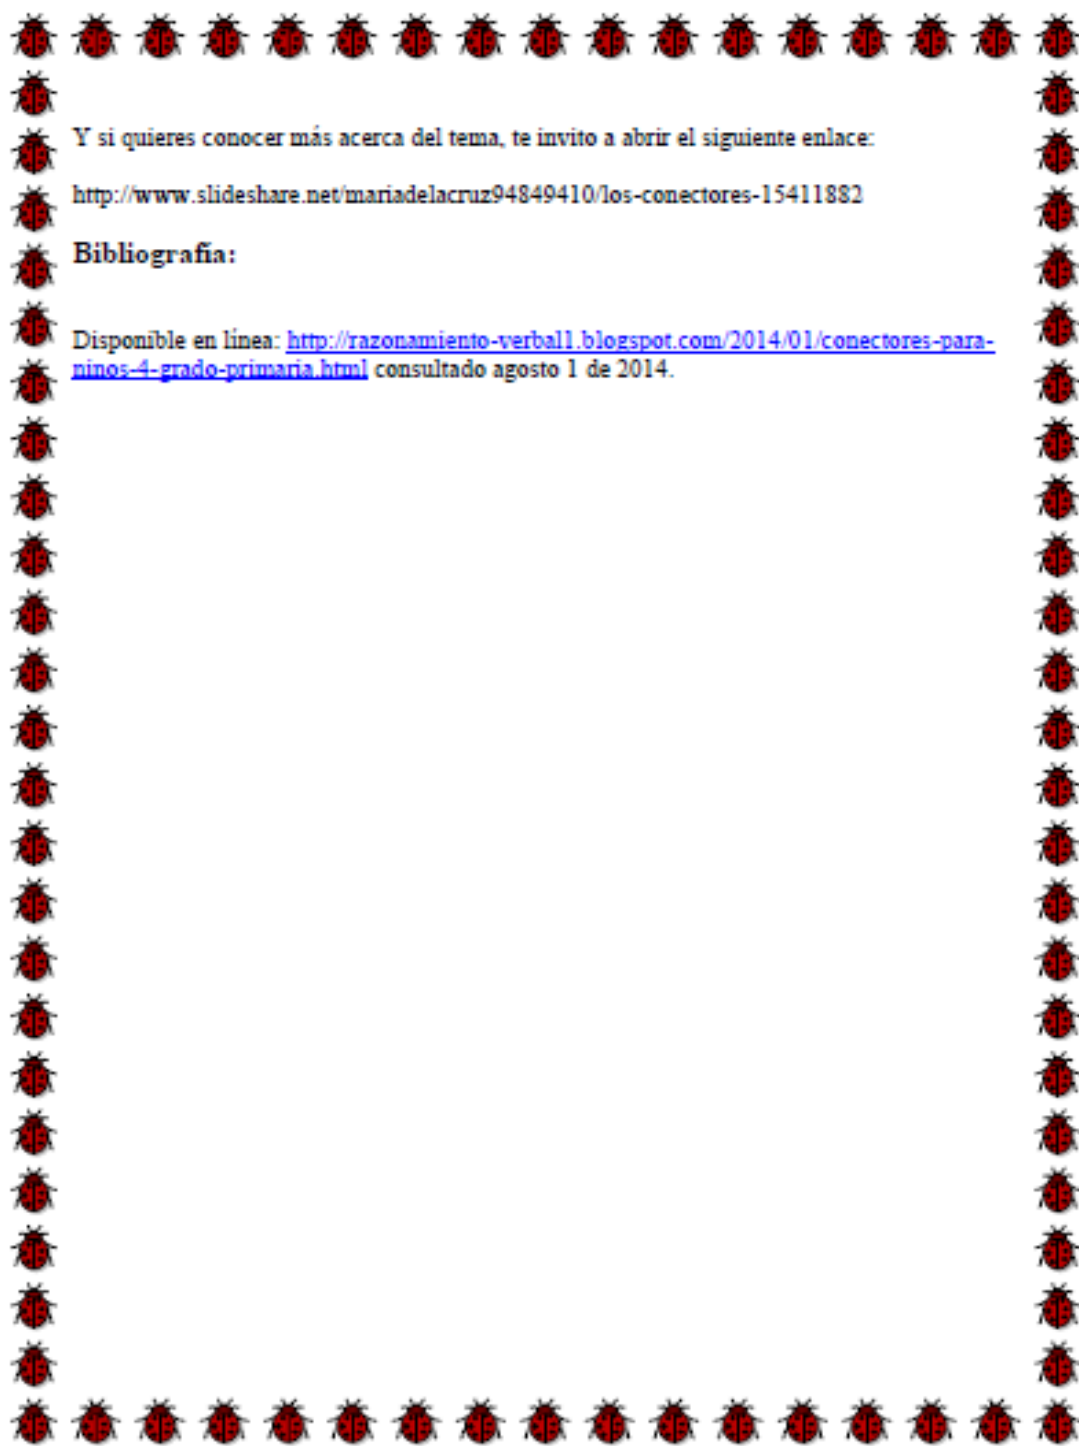 Y si quieres conocer más acerca del tema, te invito a abrir el siguiente enlace:
http://www.slideshare.net/mariadelacruz94849410/los-conectores-15411882
Bibliografía:
Disponible en línea: http://razonamiento-verbal1.blogspot.com/2014/01/conectores-para-
ninos-4-grado-primaria.html consultado agosto 1 de 2014.